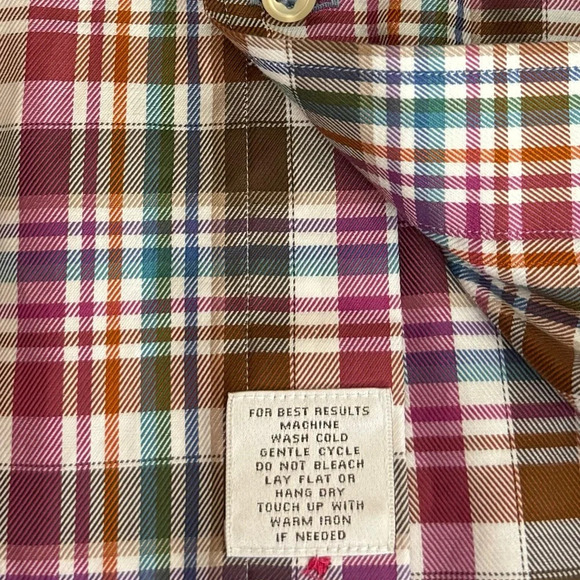 FOR BEST RESULTS
MACHINE
WASH COLD
GENTLE CYCLE
DO NOT BLEACH
LAY FLAT OR
HANG DRY
TOUCH UP WITH
WARM IRON
IF NEEDED